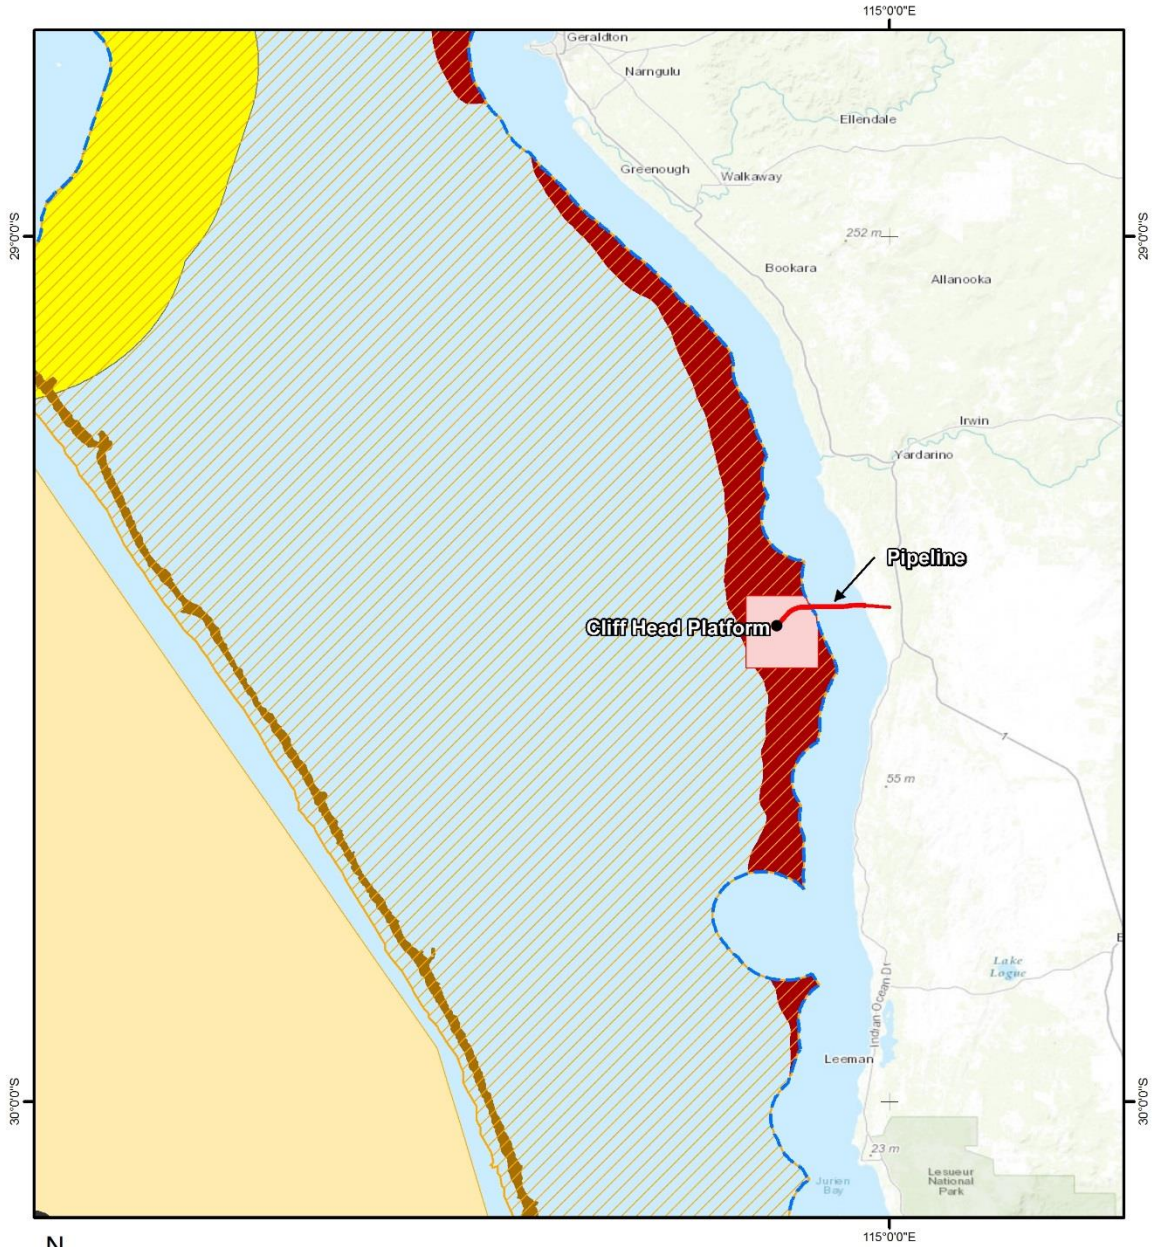 115°0'0"E
Geraldton
Narngulu
Ellendale
Greenough
Walkaway
29°0'0"S
252 m
29°0'0"S
Bookara
Allanooka
Irwin
Yardarino
Pipeline
Cliff Head Platform
1
55 m
E
Lake
Logue
Indian Ocean Dr
Leeman
30°0'0"S
30°0'0"S
23 m
Lesueur
National
Park
Jurien
Bay
115°0'0"E
N